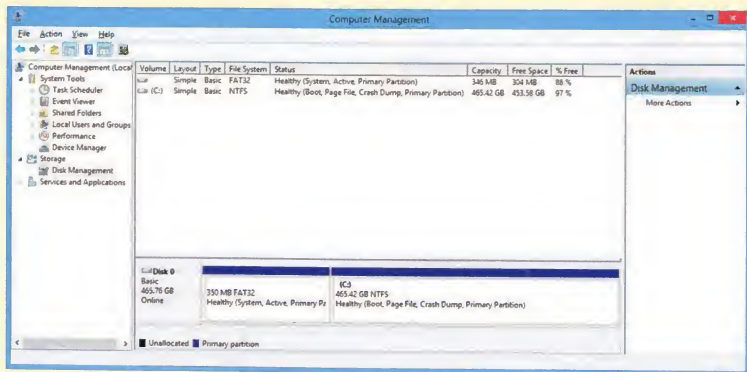 Computer Management
File Action View Help
Computer Management (Local
System Tools
Task Scheduler
Event Viewer
Shared Folders
Local Users and Groups
Performance
Device Manager
Storage
Disk Management
Services and Applications
Volume Layout Type File System Status Capacity Free Space % Free
Simple Basic FAT32 Healthy (System, Active, Primary Partition) 346 MB 304 MB 88 %
(C:) Simple Basic NTFS Healthy (Boot, Page File, Crash Dump, Primary Partition) 465.42 GB 453.58 GB 97 %
Actions
Disk Management
More Actions
Disk 0
Basic
465.76 GB
Online
350 MB FAT32
Healthy (System, Active, Primary Pa
(C:)
465.42 GB NTFS
Healthy (Boot, Page File, Crash Dump, Primary Partition)
Unallocated Primary partition